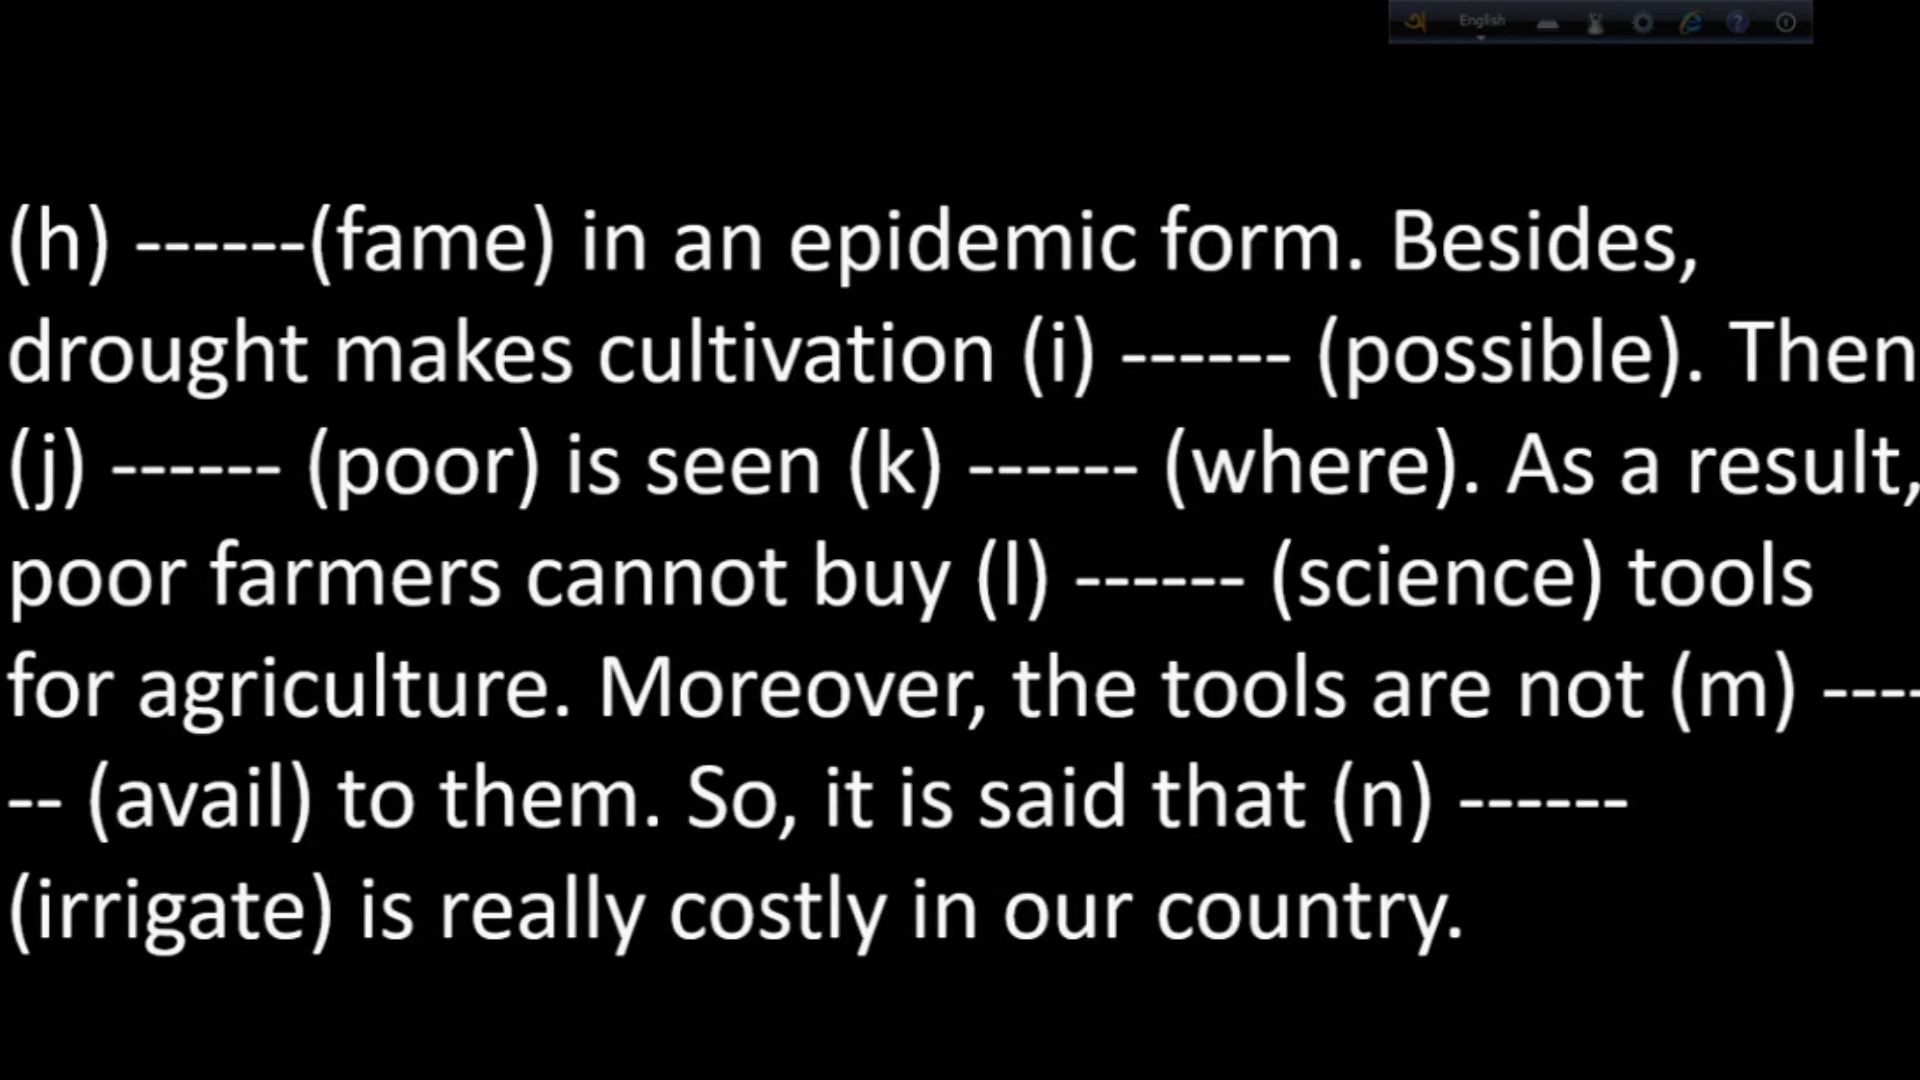 অ English
(h) ------(fame) in an epidemic form. Besides,
drought makes cultivation (i) ------ (possible). Then
(j) ------ (poor) is seen (k) ------ (where). As a result,
poor farmers cannot buy (l) ------ (science) tools
for agriculture. Moreover, the tools are not (m) ----
-- (avail) to them. So, it is said that (n) ------
(irrigate) is really costly in our country.